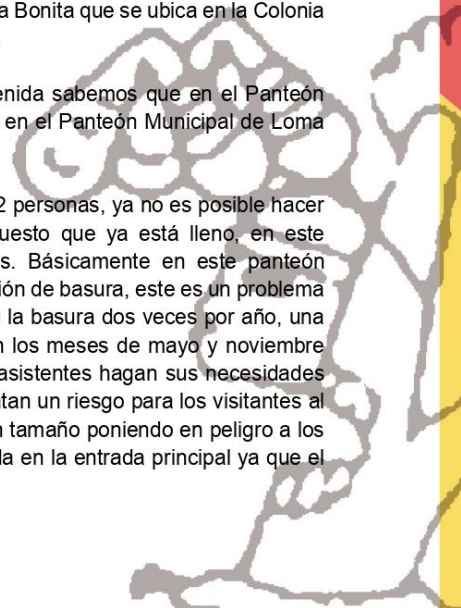 a Bonita que se ubica en la Colonia
enida sabemos que en el Panteón
en el Panteón Municipal de Loma
2 personas, ya no es posible hacer
uesto que ya está lleno, en este
s. Básicamente en este panteón
ión de basura, este es un problema
la basura dos veces por año, una
n los meses de mayo y noviembre
asistentes hagan sus necesidades
tan un riesgo para los visitantes al
n tamaño poniendo en peligro a los
da en la entrada principal ya que el